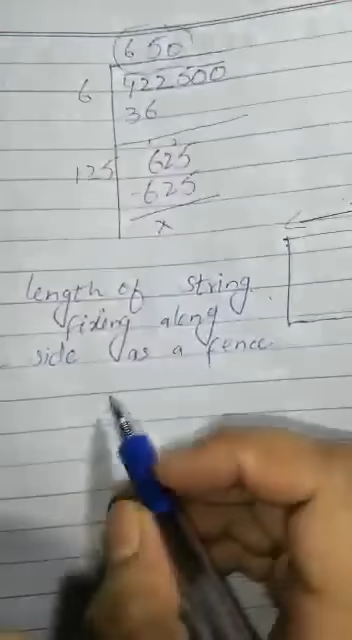 650
6 422500
36
125 625
-625
x
length of string
fixing along
side as a fence